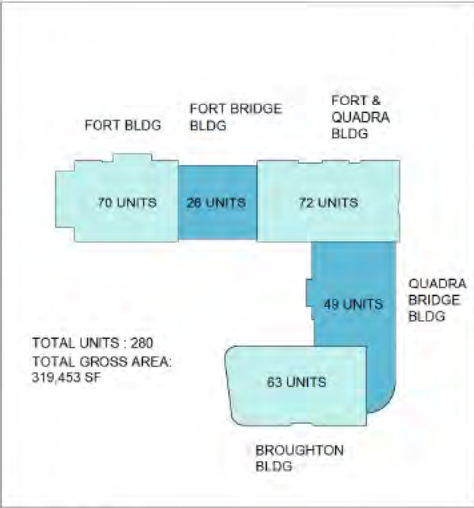 FORT BLDG
FORT BRIDGE
BLDG
FORT &
QUADRA
BLDG
70 UNITS
26 UNITS
72 UNITS
49 UNITS
QUADRA
BRIDGE
BLDG
TOTAL UNITS : 280
TOTAL GROSS AREA:
319,453 SF
63 UNITS
BROUGHTON
BLDG